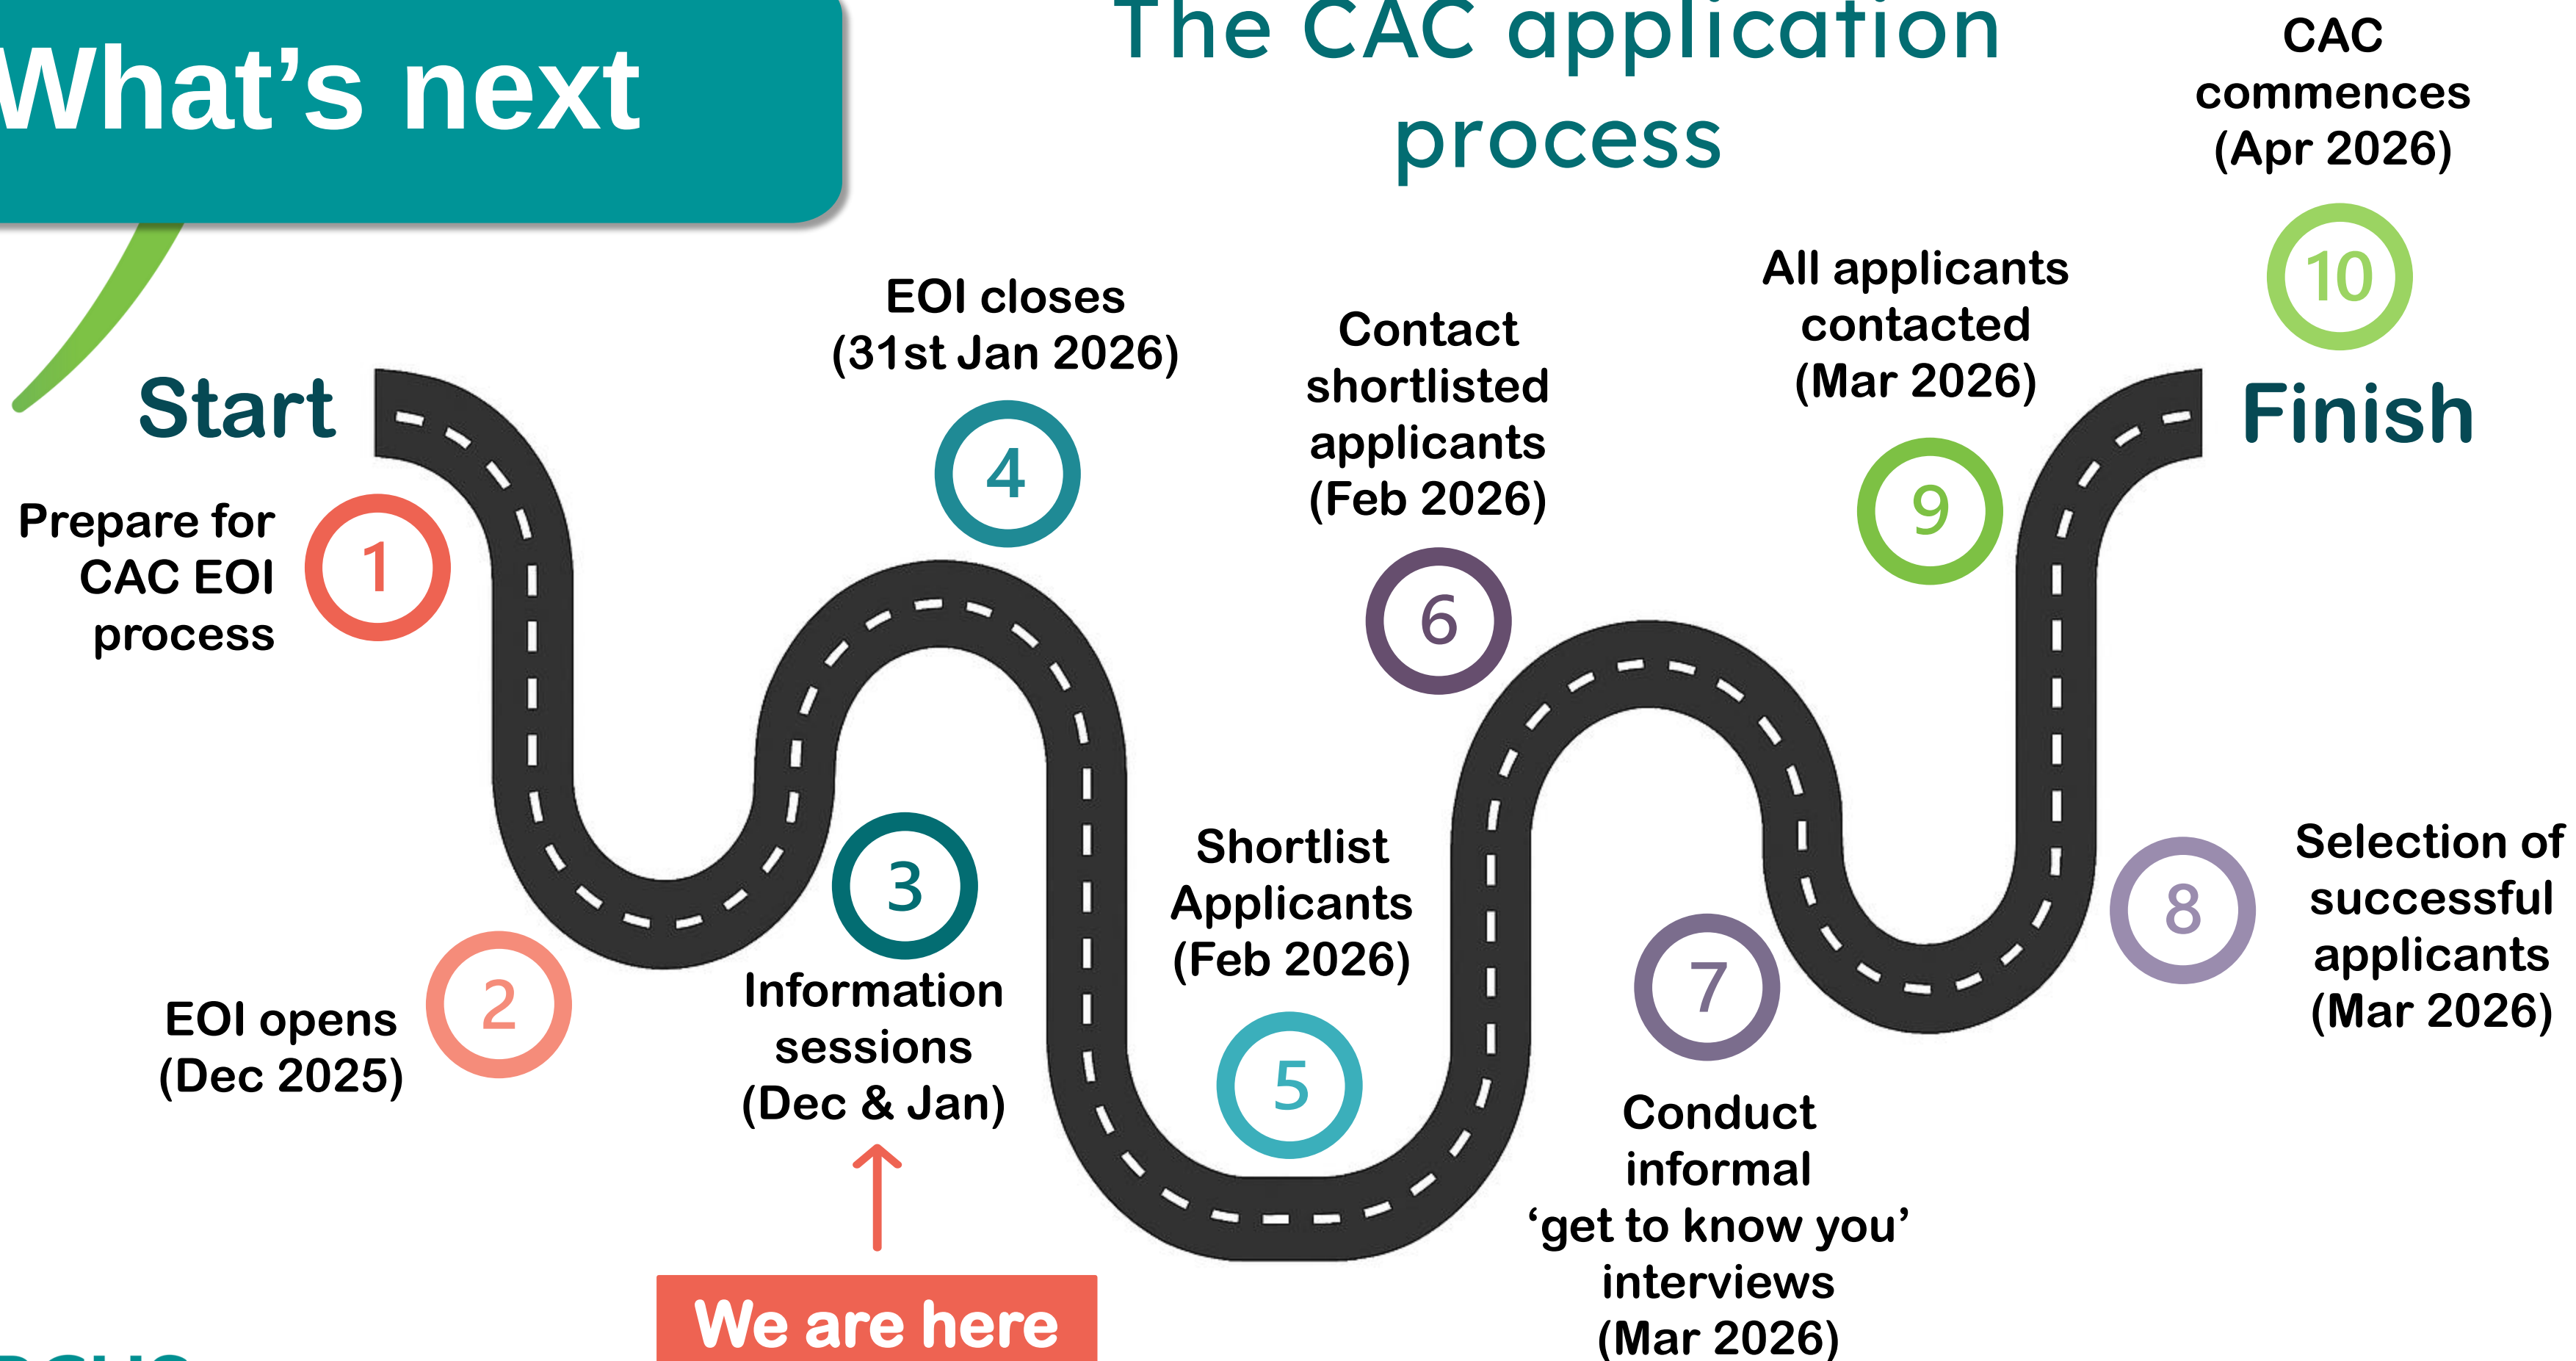 What’s next
The CAC application
process
CAC
commences
(Apr 2026)
10
Start
Finish
Prepare for
CAC EOI
process
1
EOI opens
(Dec 2025)
2
3
Information
sessions
(Dec & Jan)
We are here
EOI closes
(31st Jan 2026)
4
Shortlist
Applicants
(Feb 2026)
5
Contact
shortlisted
applicants
(Feb 2026)
6
7
Conduct
informal
‘get to know you’
interviews
(Mar 2026)
8
Selection of
successful
applicants
(Mar 2026)
All applicants
contacted
(Mar 2026)
9